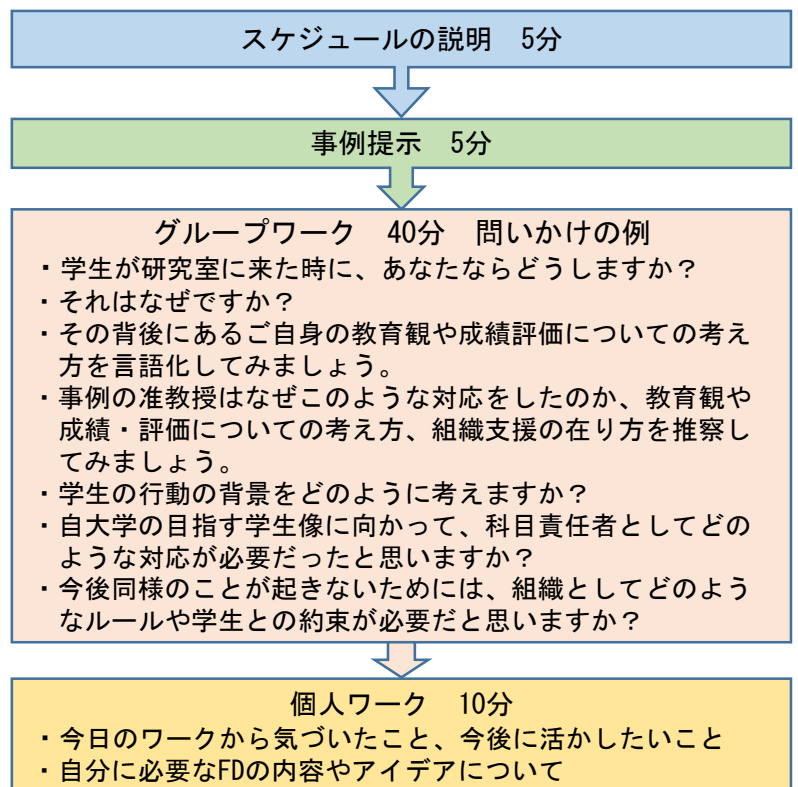 スケジュールの説明　5分
事例提示　5分
グループワーク　40分　問いかけの例
・学生が研究室に来た時に、あなたならどうしますか？
・それはなぜですか？
・その背後にあるご自身の教育観や成績評価についての考え
方を言語化してみましょう。
・事例の准教授はなぜこのような対応をしたのか、教育観や
成績・評価についての考え方、組織支援の在り方を推察し
てみましょう。
・学生の行動の背景をどのように考えますか？
・自大学の目指す学生像に向かって、科目責任者としてどの
ような対応が必要だったと思いますか？
・今後同様のことが起きないためには、組織としてどのよう
なルールや学生との約束が必要だと思いますか？
個人ワーク　10分
・今日のワークから気づいたこと、今後に活かしたいこと
・自分に必要なFDの内容やアイデアについて